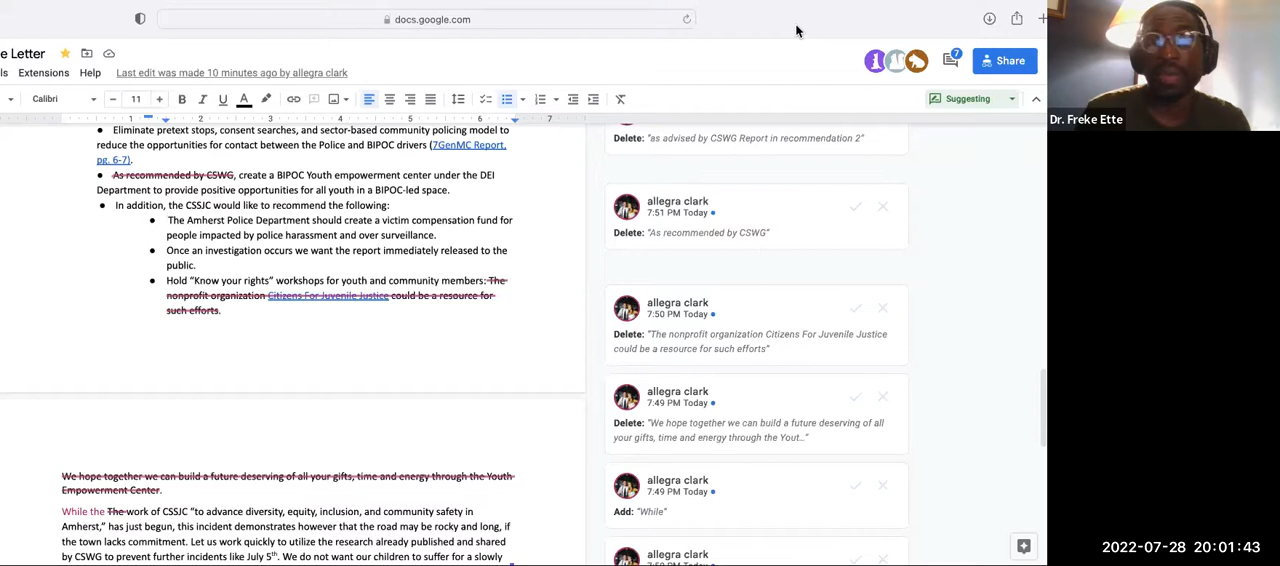 docs.google.com
e Letter
ls Extensions Help Last edit was made 10 minutes ago by allegra clark
7
Share
Calibri
11
Suggesting
1 2 3 4 5 6 7
● Eliminate pretext stops, consent searches, and sector-based community policing model to
reduce the opportunities for contact between the Police and BIPOC drivers (7GenMC Report,
pg. 6-7).
● As recommended by CSWG, create a BIPOC Youth empowerment center under the DEI
Department to provide positive opportunities for all youth in a BIPOC-led space.
● In addition, the CSSJC would like to recommend the following:
● The Amherst Police Department should create a victim compensation fund for
people impacted by police harassment and over surveillance.
● Once an investigation occurs we want the report immediately released to the
public.
● Hold “Know your rights” workshops for youth and community members: The
nonprofit organization Citizens For Juvenile Justice could be a resource for
such efforts.
We hope together we can build a future deserving of all your gifts, time and energy through the Youth
Empowerment Center.
While the The work of CSSJC “to advance diversity, equity, inclusion, and community safety in
Amherst,” has just begun, this incident demonstrates however that the road may be rocky and long, if
the town lacks commitment. Let us work quickly to utilize the research already published and shared
by CSWG to prevent further incidents like July 5th. We do not want our children to suffer for a slowly
Delete: “as advised by CSWG Report in recommendation 2”
allegra clark
7:51 PM Today
Delete: “As recommended by CSWG”
allegra clark
7:50 PM Today
Delete: “The nonprofit organization Citizens For Juvenile Justice
could be a resource for such efforts”
allegra clark
7:49 PM Today
Delete: “We hope together we can build a future deserving of all
your gifts, time and energy through the Yout...”
allegra clark
7:49 PM Today
Add: “While”
allegra clark
7:50 PM Today
Dr. Freke Ette
2022-07-28 20:01:43